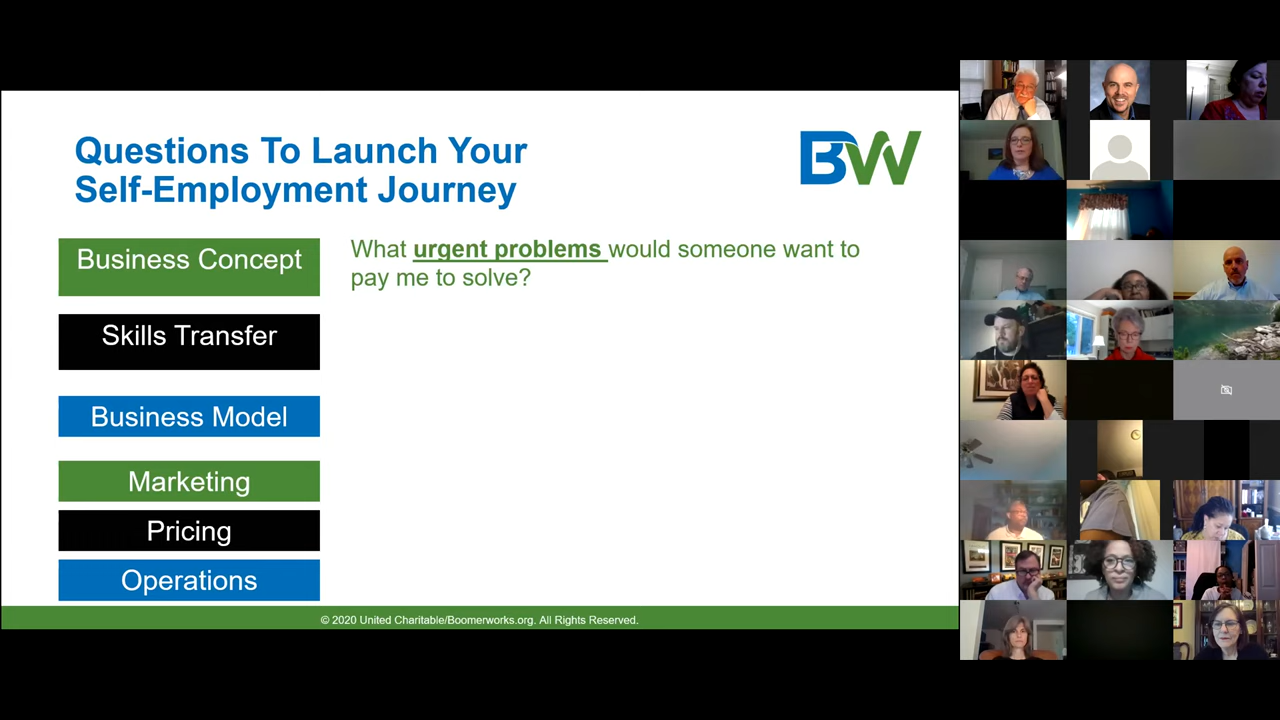 Questions To Launch Your
Self-Employment Journey
BW
Business Concept
What urgent problems would someone want to
pay me to solve?
Skills Transfer
Business Model
Marketing
Pricing
Operations
© 2020 United Charitable/Boomerworks.org. All Rights Reserved.